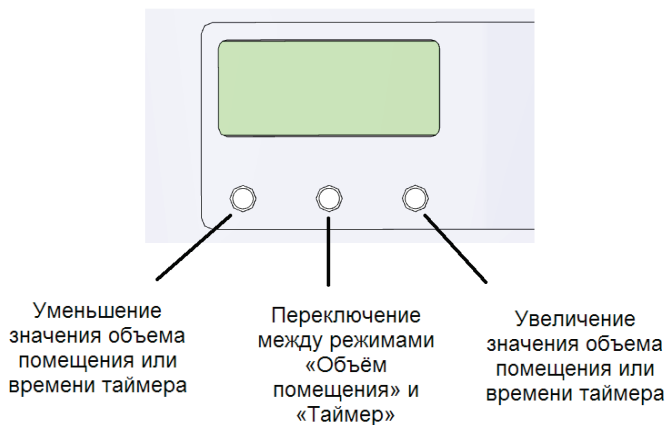 Уменьшение
значения объема
помещения или
времени таймера
Переключение
между режимами
«Объём
помещения» и
«Таймер»
Увеличение
значения объема
помещения или
времени таймера